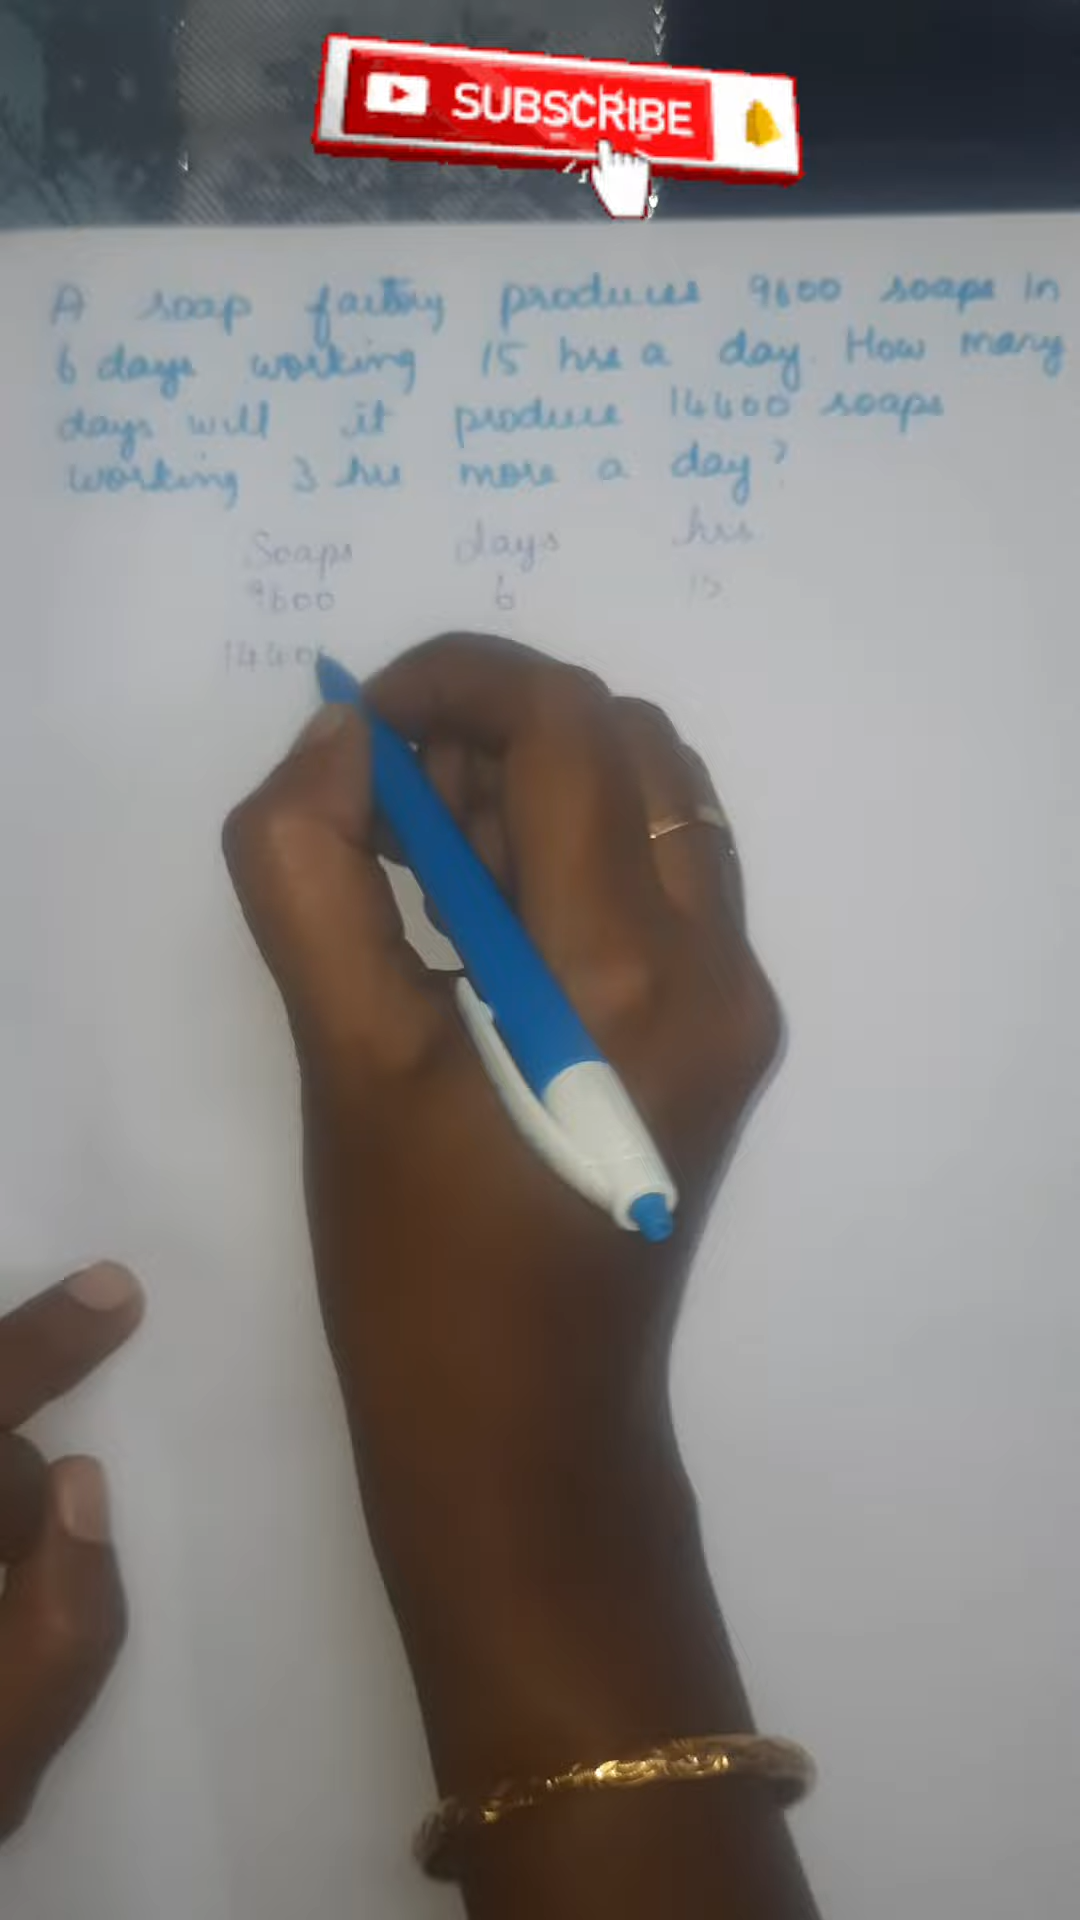 SUBSCRIBE
A soap factory produces 9600 soaps in
6 days working 15 hrs a day. How many
days will it produce 14400 soaps
working 3 hrs more a day?
Soaps days hrs
9600 6 15
1440